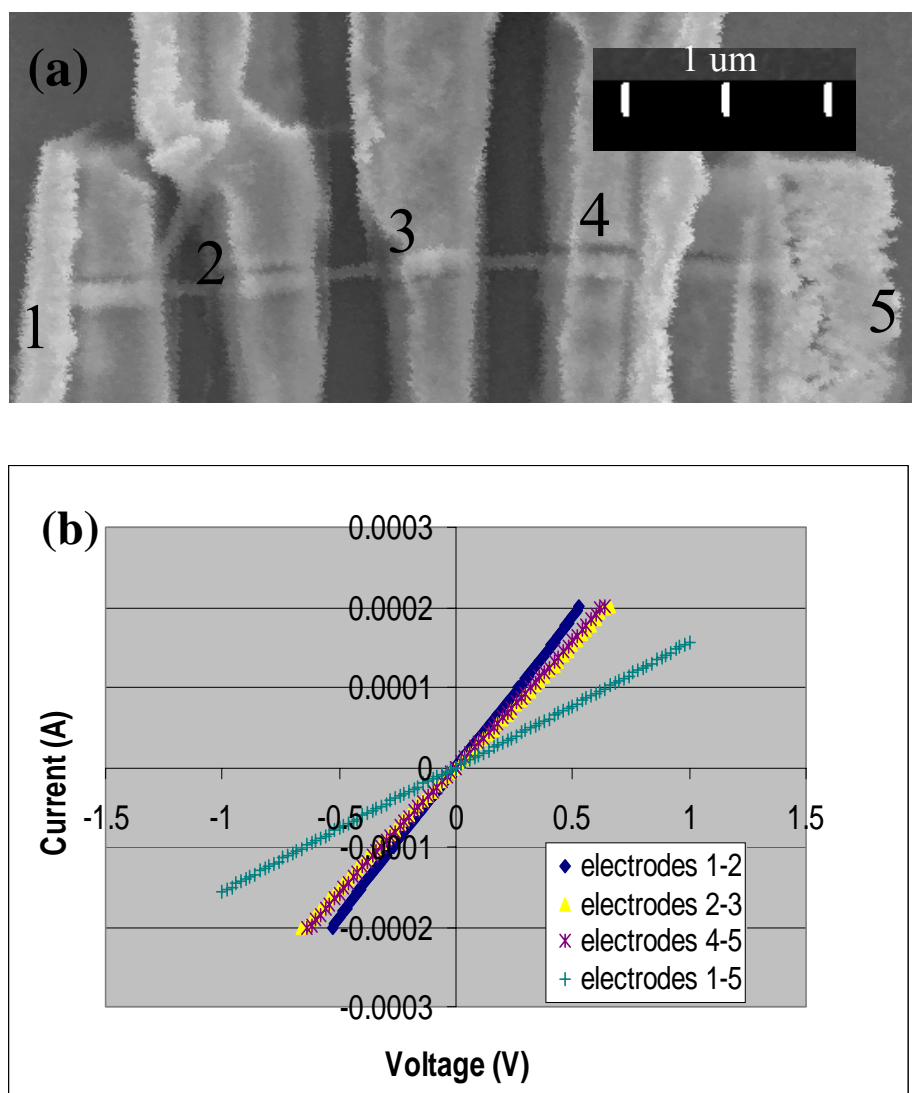 (a)
1 um
1
2
3
4
5
(b)
0.0003
0.0002
0.0001
0
-0.0001
-0.0002
-0.0003
-1.5 -1 -0.5 0 0.5 1 1.5
Current (A)
Voltage (V)
electrodes 1-2
electrodes 2-3
electrodes 4-5
electrodes 1-5